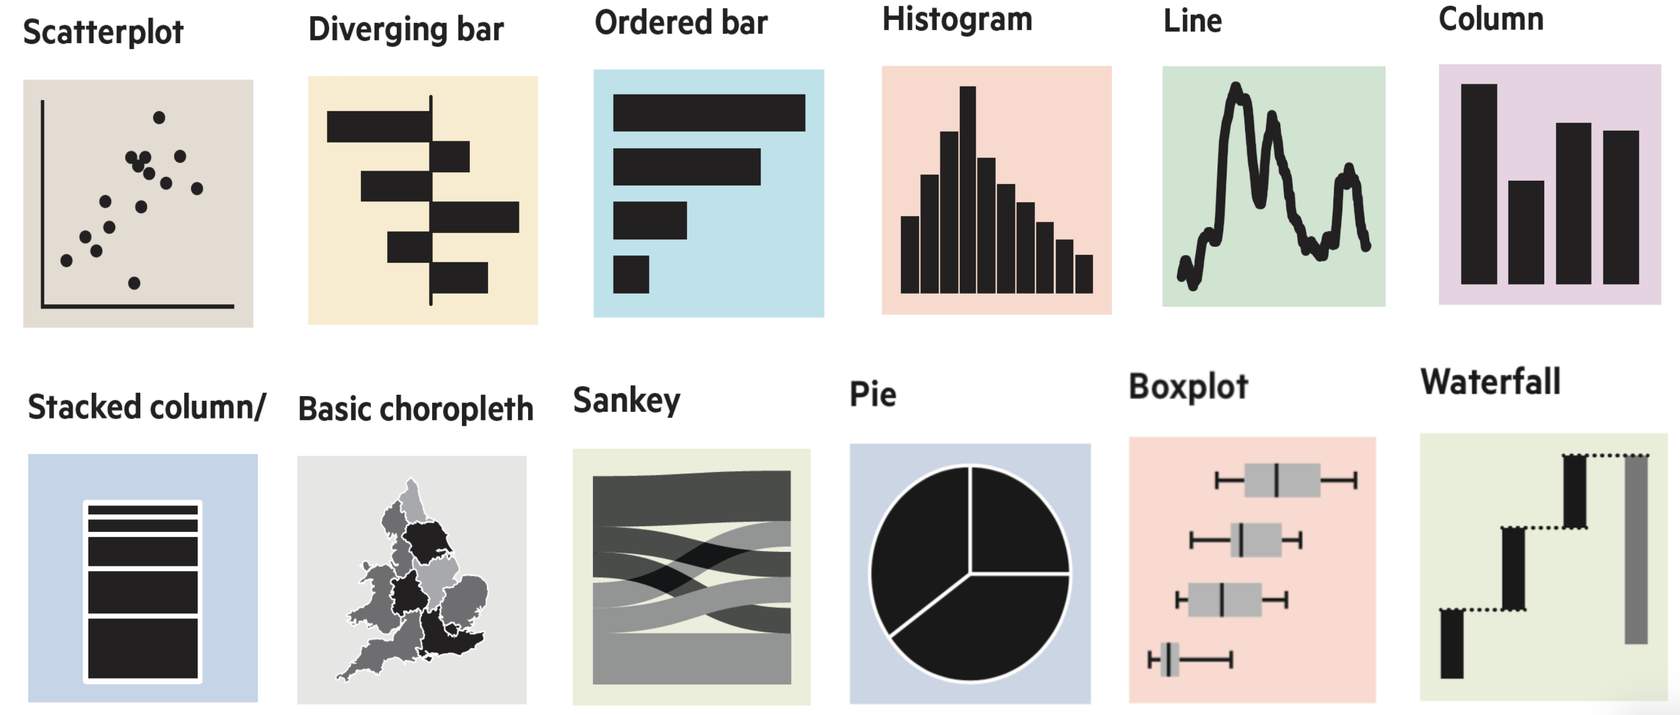 Scatterplot
Diverging bar
Ordered bar
Histogram
Line
Column
Stacked column/
Basic choropleth
Sankey
Pie
Boxplot
Waterfall